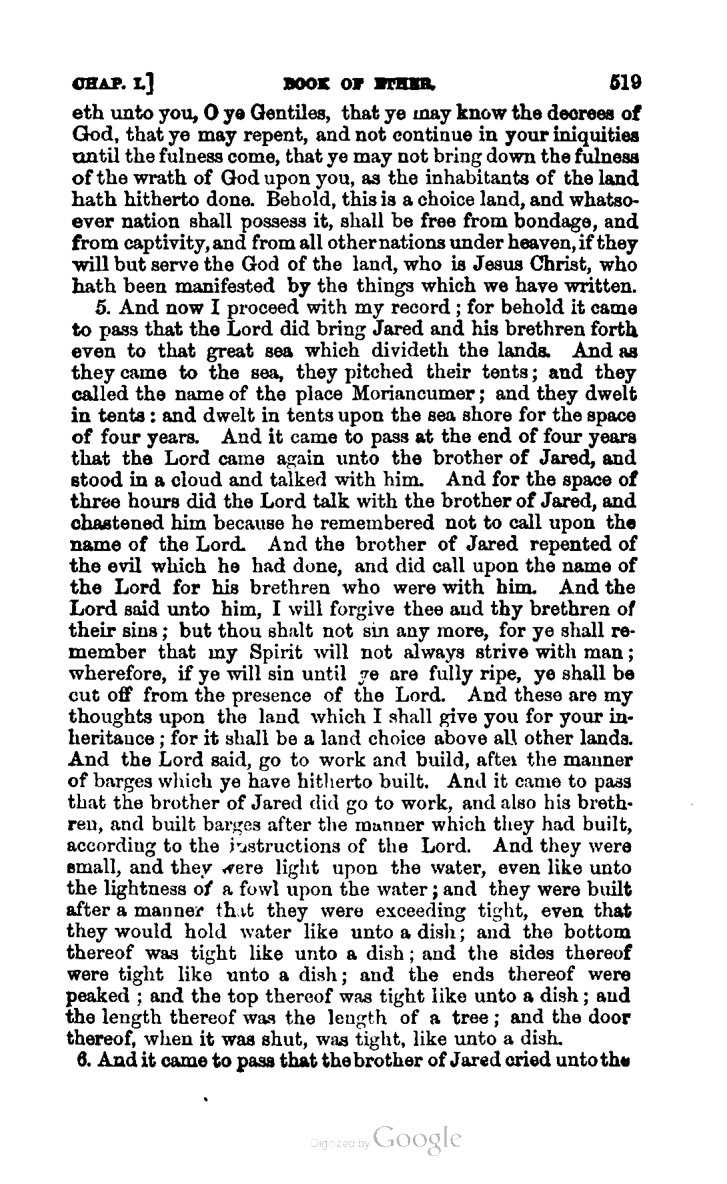 CHAP. I.] BOOK OF ETHER. 519
eth unto you, O ye Gentiles, that ye may know the decrees of
God, that ye may repent, and not continue in your iniquities
until the fulness come, that ye may not bring down the fulness
of the wrath of God upon you, as the inhabitants of the land
hath hitherto done. Behold, this is a choice land, and whatso-
ever nation shall possess it, shall be free from bondage, and
from captivity, and from all other nations under heaven, if they
will but serve the God of the land, who is Jesus Christ, who
hath been manifested by the things which we have written.
5. And now I proceed with my record; for behold it came
to pass that the Lord did bring Jared and his brethren forth
even to that great sea which divideth the lands. And as
they came to the sea, they pitched their tents; and they
called the name of the place Moriancumer; and they dwelt
in tents: and dwelt in tents upon the sea shore for the space
of four years. And it came to pass at the end of four years
that the Lord came again unto the brother of Jared, and
stood in a cloud and talked with him. And for the space of
three hours did the Lord talk with the brother of Jared, and
chastened him because he remembered not to call upon the
name of the Lord. And the brother of Jared repented of
the evil which he had done, and did call upon the name of
the Lord for his brethren who were with him. And the
Lord said unto him, I will forgive thee and thy brethren of
their sins; but thou shalt not sin any more, for ye shall re-
member that my Spirit will not always strive with man;
wherefore, if ye will sin until ye are fully ripe, ye shall be
cut off from the presence of the Lord. And these are my
thoughts upon the land which I shall give you for your in-
heritance; for it shall be a land choice above all other lands.
And the Lord said, go to work and build, after the manner
of barges which ye have hitherto built. And it came to pass
that the brother of Jared did go to work, and also his breth-
ren, and built barges after the manner which they had built,
according to the instructions of the Lord. And they were
small, and they were light upon the water, even like unto
the lightness of a fowl upon the water; and they were built
after a manner that they were exceeding tight, even that
they would hold water like unto a dish; and the bottom
thereof was tight like unto a dish; and the sides thereof
were tight like unto a dish; and the ends thereof were
peaked; and the top thereof was tight like unto a dish; and
the length thereof was the length of a tree; and the door
thereof, when it was shut, was tight, like unto a dish.
6. And it came to pass that the brother of Jared cried unto the
Digitized by Google